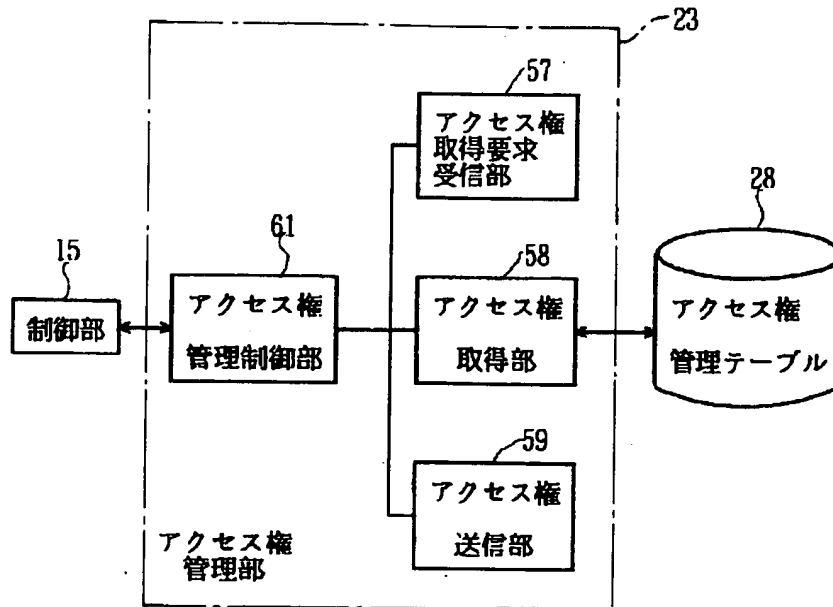 23
57
アクセス権
取得要求
受信部
28
61
58
15
制御部
アクセス権
管理制御部
アクセス権
取得部
アクセス権
管理テーブル
59
アクセス権
送信部
アクセス権
管理部